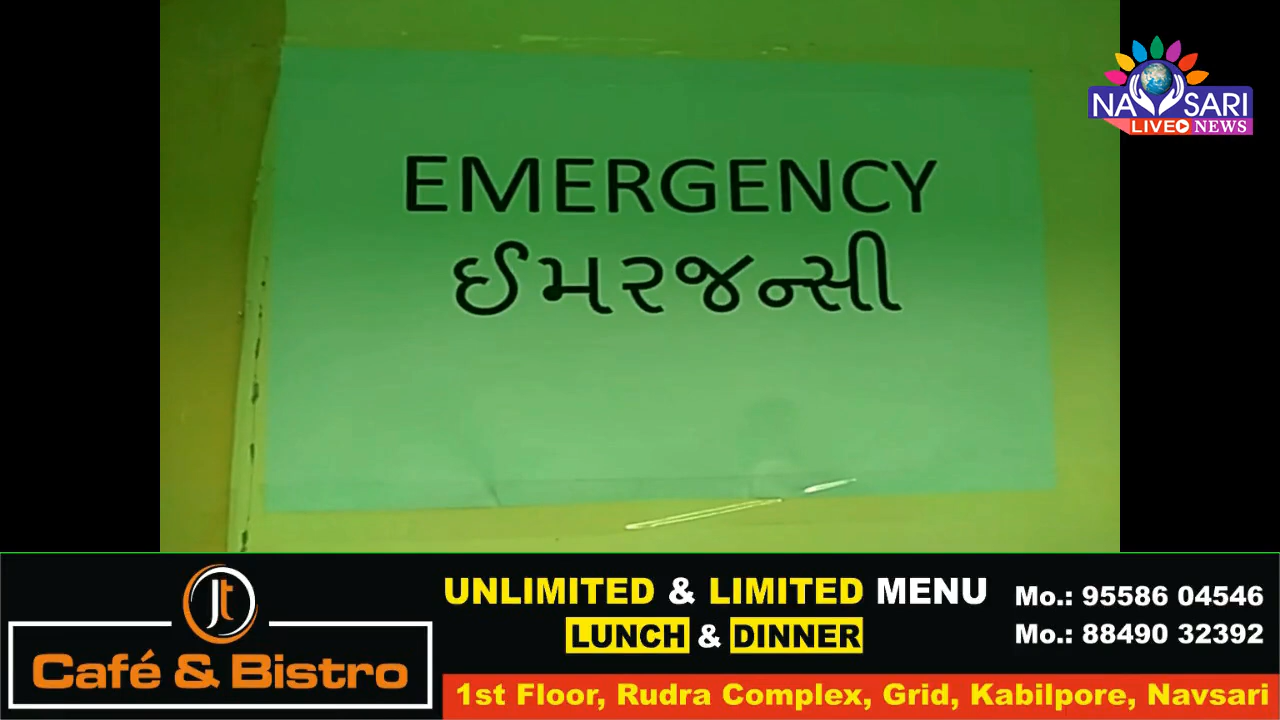 NAVSARI
LIVE NEWS
EMERGENCY
ઈમરજન્સી
Jt
Café & Bistro
UNLIMITED & LIMITED MENU
LUNCH & DINNER
Mo.: 95586 04546
Mo.: 88490 32392
1st Floor, Rudra Complex, Grid, Kabilpore, Navsari